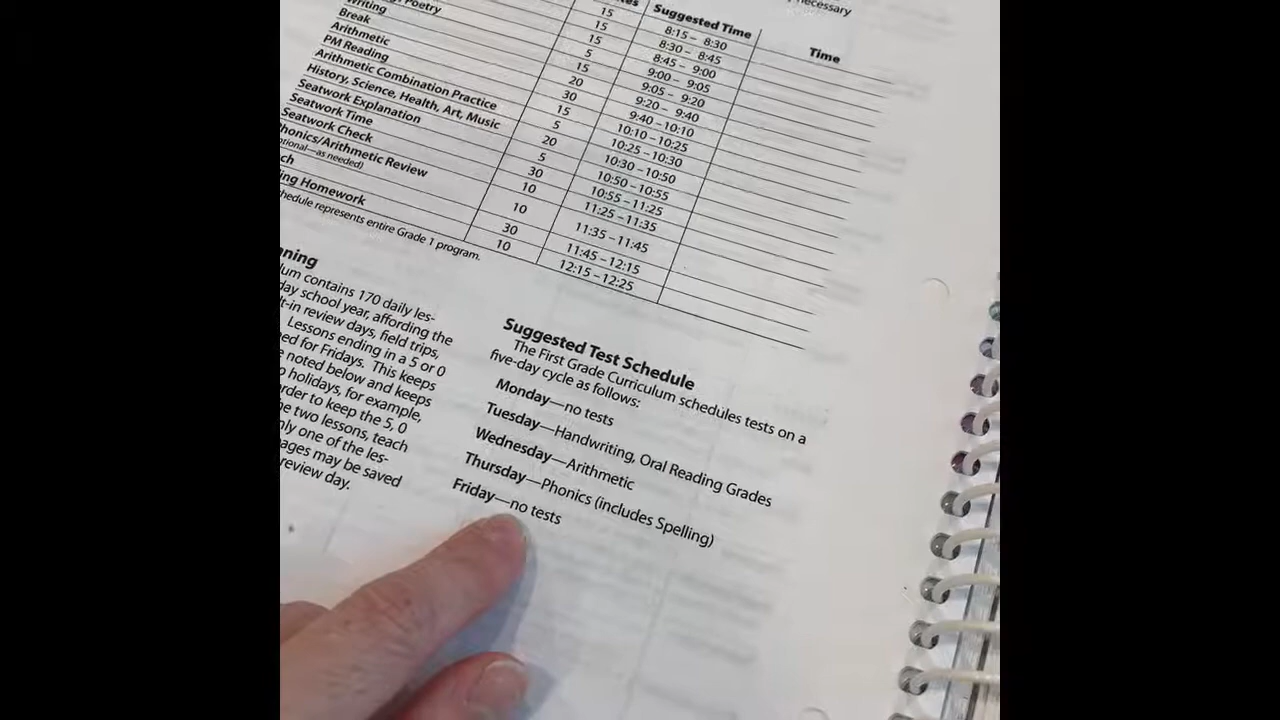 necessary
Suggested Time
Time
Poetry 15 8:15 – 8:30
Writing 15 8:30 – 8:45
Break 15 8:45 – 9:00
Arithmetic 5 9:00 – 9:05
PM Reading 15 9:05 – 9:20
Arithmetic Combination Practice 20 9:20 – 9:40
History, Science, Health, Art, Music 30 9:40 – 10:10
Seatwork Explanation 15 10:10 – 10:25
Seatwork Time 5 10:25 – 10:30
Seatwork Check 20 10:30 – 10:50
honics/Arithmetic Review 5 10:50 – 10:55
ptional—as needed) 30 10:55 – 11:25
ch 10 11:25 – 11:35
ing Homework 10 11:35 – 11:45
30 11:45 – 12:15
10 12:15 – 12:25
hedule represents entire Grade 1 program.
nning
lum contains 170 daily les-
day school year, affording the
lt-in review days, field trips,
Lessons ending in a 5 or 0
ed for Fridays. This keeps
e noted below and keeps
o holidays, for example,
rder to keep the 5, 0
he two lessons, teach
nly one of the les-
ages may be saved
review day.
Suggested Test Schedule
The First Grade Curriculum schedules tests on a
five-day cycle as follows:
Monday—no tests
Tuesday—Handwriting, Oral Reading Grades
Wednesday—Arithmetic
Thursday—Phonics (includes Spelling)
Friday—no tests